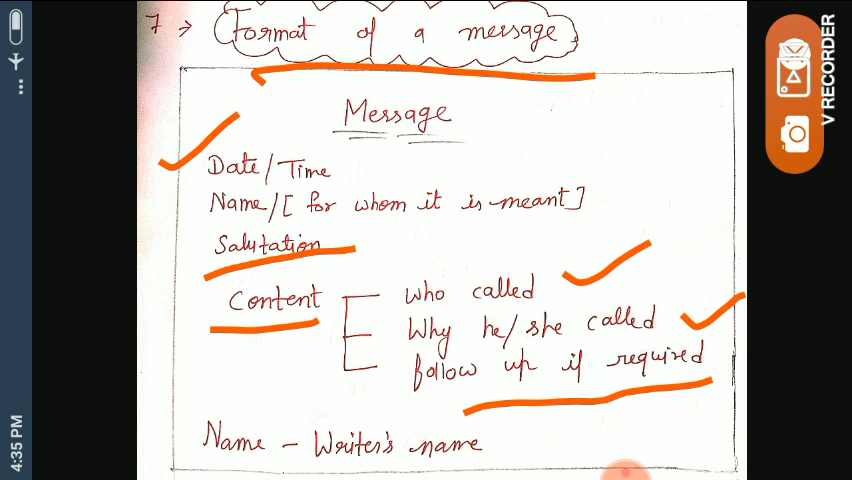 7 → Format of a message
Message
Date/Time
Name/[for whom it is meant]
Salutation
Content
who called
Why he/she called
follow up if required
Name - Writer's name
4:35 PM
V RECORDER